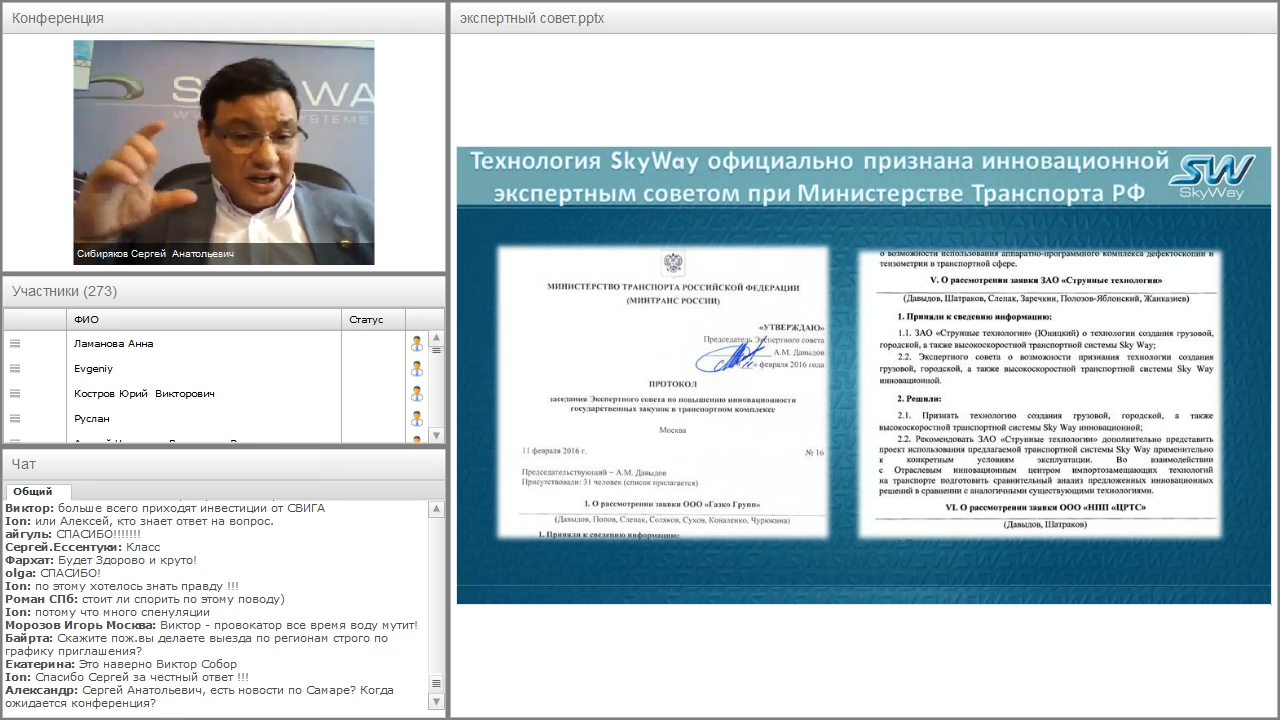 Конференция
SKYWAY
Сибиряков Сергей Анатольевич
Участники (273)
ФИО
Статус
Ламанова Анна
Evgeniy
Костров Юрий Викторович
Руслан
Чат
Общий
Виктор: больше всего приходят инвестиции от СВИГА
Ion: или Алексей, кто знает ответ на вопрос.
айгуль: СПАСИБО!!!!!!!
Сергей.Ессентуки: Класс
Фархат: Будет Здорово и круто!
olga: СПАСИБО!
Ion: по этому хотелось знать правду !!!
Роман СПб: стоит ли спорить по этому поводу)
Ion: потому что много спенуляции
Морозов Игорь Москва: Виктор - провокатор все время воду мутит!
Байрта: Скажите пож.вы делаете выезда по регионам строго по
графику приглашения?
Екатерина: Это наверно Виктор Собор
Ion: Спасибо Сергей за честный ответ !!!
Александр: Сергей Анатольевич, есть новости по Самаре? Когда
ожидается конференция?
экспертный совет.pptx
Технология SkyWay официально признана инновационной
экспертным советом при Министерстве Транспорта РФ
SW
SkyWay
МИНИСТЕРСТВО ТРАНСПОРТА РОССИЙСКОЙ ФЕДЕРАЦИИ
(МИНТРАНС РОССИИ)
«УТВЕРЖДАЮ»
Председатель Экспертного совета
А.М. Давыдов
» февраля 2016 года
ПРОТОКОЛ
заседания Экспертного совета по повышению инновационности
государственных закупок в транспортном комплексе
Москва
11 февраля 2016 г.
№ 16
Председательствующий – А.М. Давыдов
Присутствовали: 31 человек (список прилагается)
I. О рассмотрении заявки ООО «Газко Групп»
(Давыдов, Попов, Слепак, Соляков, Сухов, Коваленко, Чурюкина)
1. Приняли к сведению информацию:
о возможности использования аппаратно-программного комплекса дефектоскопии и
тензометрии в транспортной сфере.
V. О рассмотрении заявки ЗАО «Струнные технологии»
(Давыдов, Шатраков, Слепак, Заречкин, Полозов-Яблонский, Жанказиев)
1. Приняли к сведению информацию:
1.1. ЗАО «Струнные технологии» (Юницкий) о технологии создания грузовой,
городской, а также высокоскоростной транспортной системы Sky Way;
2.2. Экспертного совета о возможности признания технологии создания
грузовой, городской, а также высокоскоростной транспортной системы Sky Way
инновационной.
2. Решили:
2.1. Признать технологию создания грузовой, городской, а также
высокоскоростной транспортной системы Sky Way инновационной;
2.2. Рекомендовать ЗАО «Струнные технологии» дополнительно представить
проект использования предлагаемой транспортной системы Sky Way применительно
к конкретным условиям эксплуатации. Во взаимодействии
с Отраслевым инновационным центром импортозамещающих технологий
на транспорте подготовить сравнительный анализ предложенных инновационных
решений в сравнении с аналогичными существующими технологиями.
VI. О рассмотрении заявки ООО «НПП «ЦРТС»
(Давыдов, Шатраков)